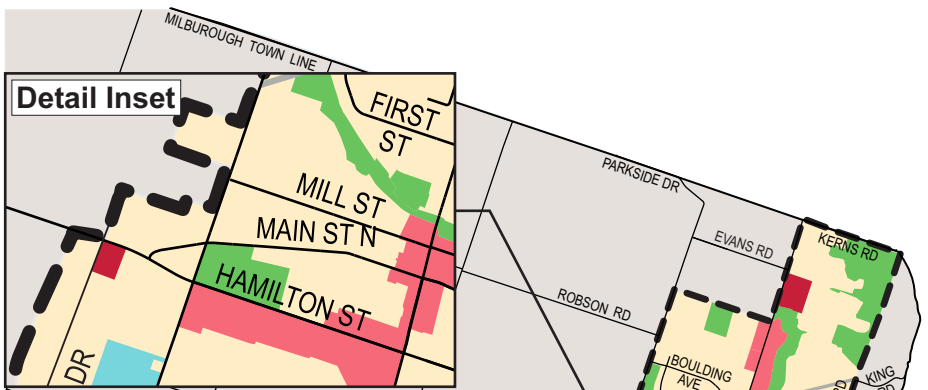 MILBOROUGH TOWN LINE
Detail Inset
FIRST
ST
MILL ST
MAIN ST N
HAMILTON ST
DR
PARKSIDE DR
EVANS RD
KERNS RD
ROBSON RD
BOULDING
AVE
KING